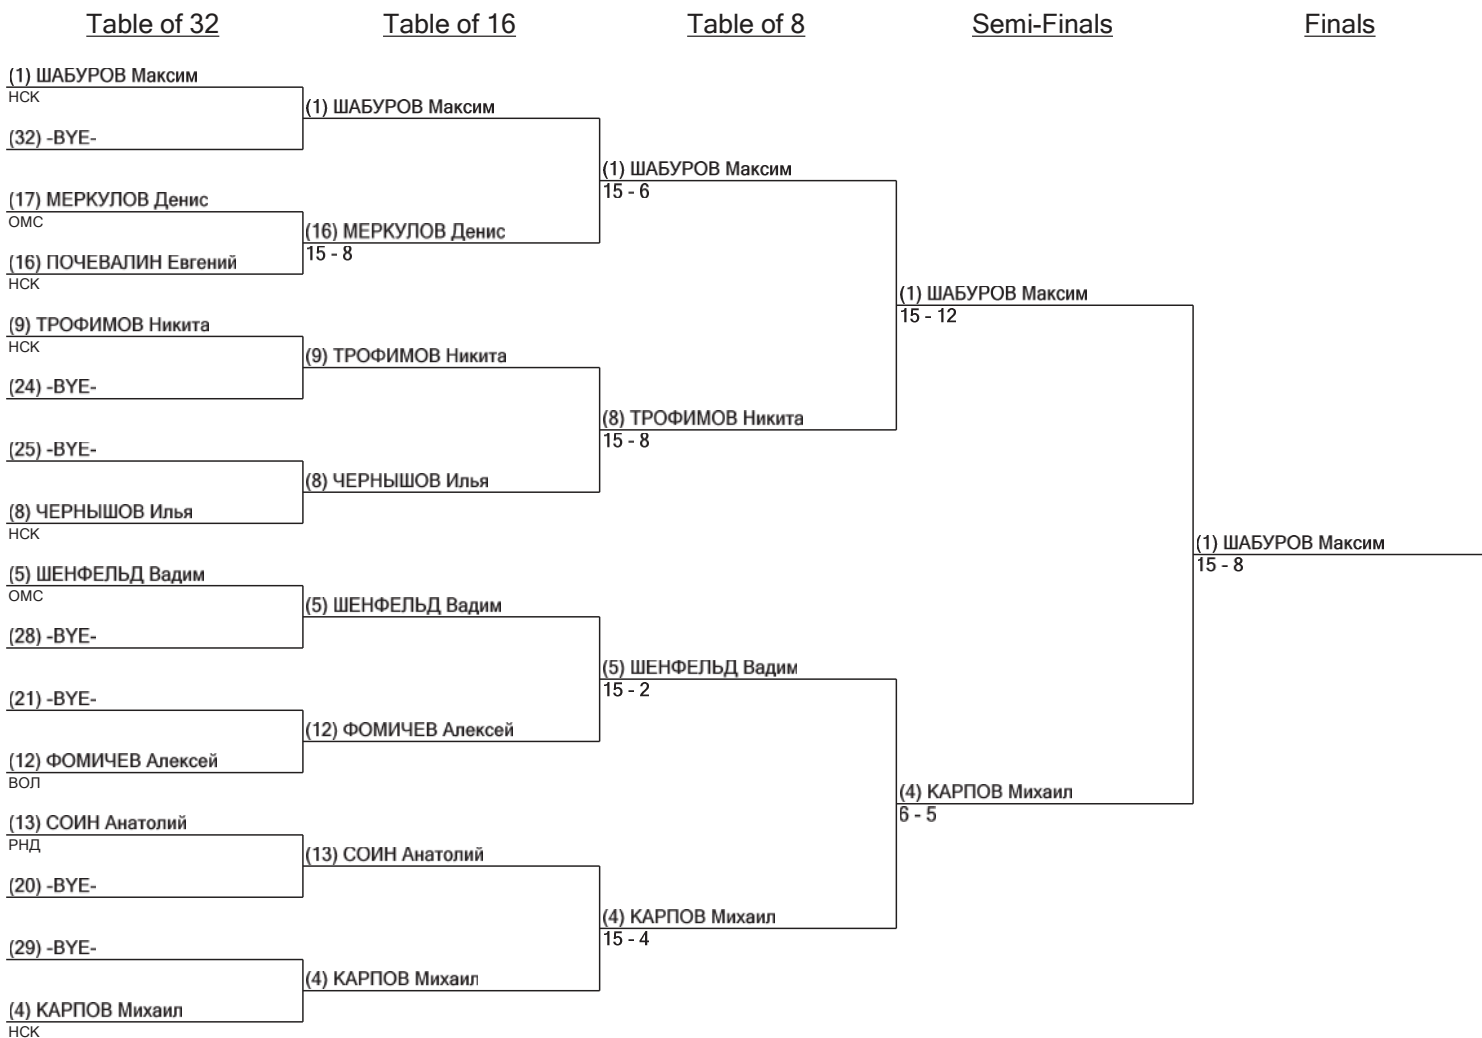 Table of 32
Table of 16
Table of 8
Semi-Finals
Finals
(1) ШАБУРОВ Максим
НСК
(32) -BYE-
(17) МЕРКУЛОВ Денис
ОМС
(16) ПОЧЕВАЛИН Евгений
НСК
(9) ТРОФИМОВ Никита
НСК
(24) -BYE-
(25) -BYE-
(8) ЧЕРНЫШОВ Илья
НСК
(5) ШЕНФЕЛЬД Вадим
ОМС
(28) -BYE-
(21) -BYE-
(12) ФОМИЧЕВ Алексей
ВОЛ
(13) СОИН Анатолий
РНД
(20) -BYE-
(29) -BYE-
(4) КАРПОВ Михаил
НСК
(1) ШАБУРОВ Максим
(16) МЕРКУЛОВ Денис
15 - 8
(9) ТРОФИМОВ Никита
(8) ЧЕРНЫШОВ Илья
(5) ШЕНФЕЛЬД Вадим
(12) ФОМИЧЕВ Алексей
(13) СОИН Анатолий
(4) КАРПОВ Михаил
(1) ШАБУРОВ Максим
15 - 6
(8) ТРОФИМОВ Никита
15 - 8
(5) ШЕНФЕЛЬД Вадим
15 - 2
(4) КАРПОВ Михаил
15 - 4
(1) ШАБУРОВ Максим
15 - 12
(4) КАРПОВ Михаил
6 - 5
(1) ШАБУРОВ Максим
15 - 8